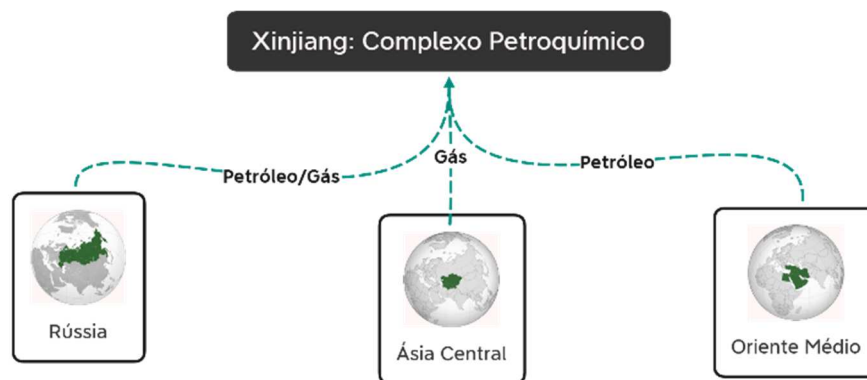 Xinjiang: Complexo Petroquímico
Petróleo/Gás
Gás
Petróleo
Rússia
Ásia Central
Oriente Médio